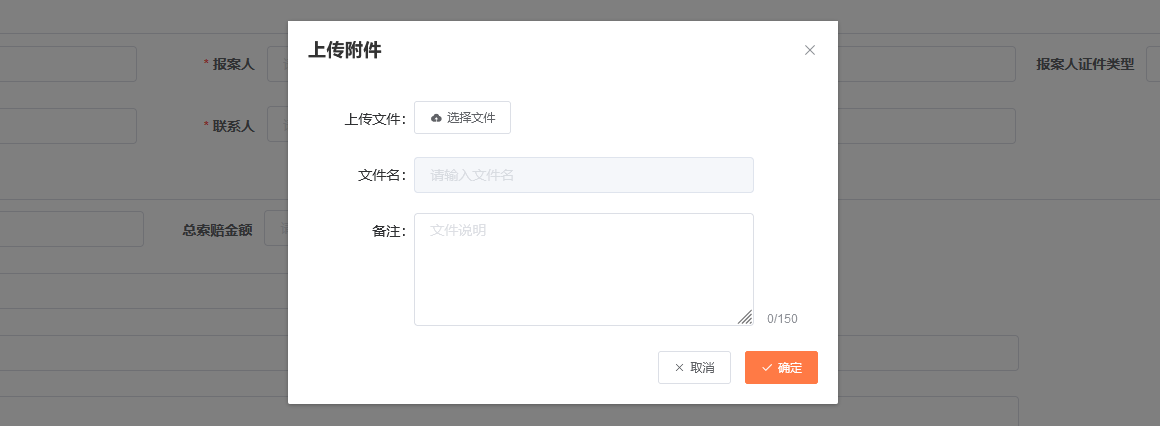 上传附件
* 报案人
报案人证件类型
上传文件：
选择文件
* 联系人
文件名：
请输入文件名
总索赔金额
备注：
文件说明
0/150
取消
确定